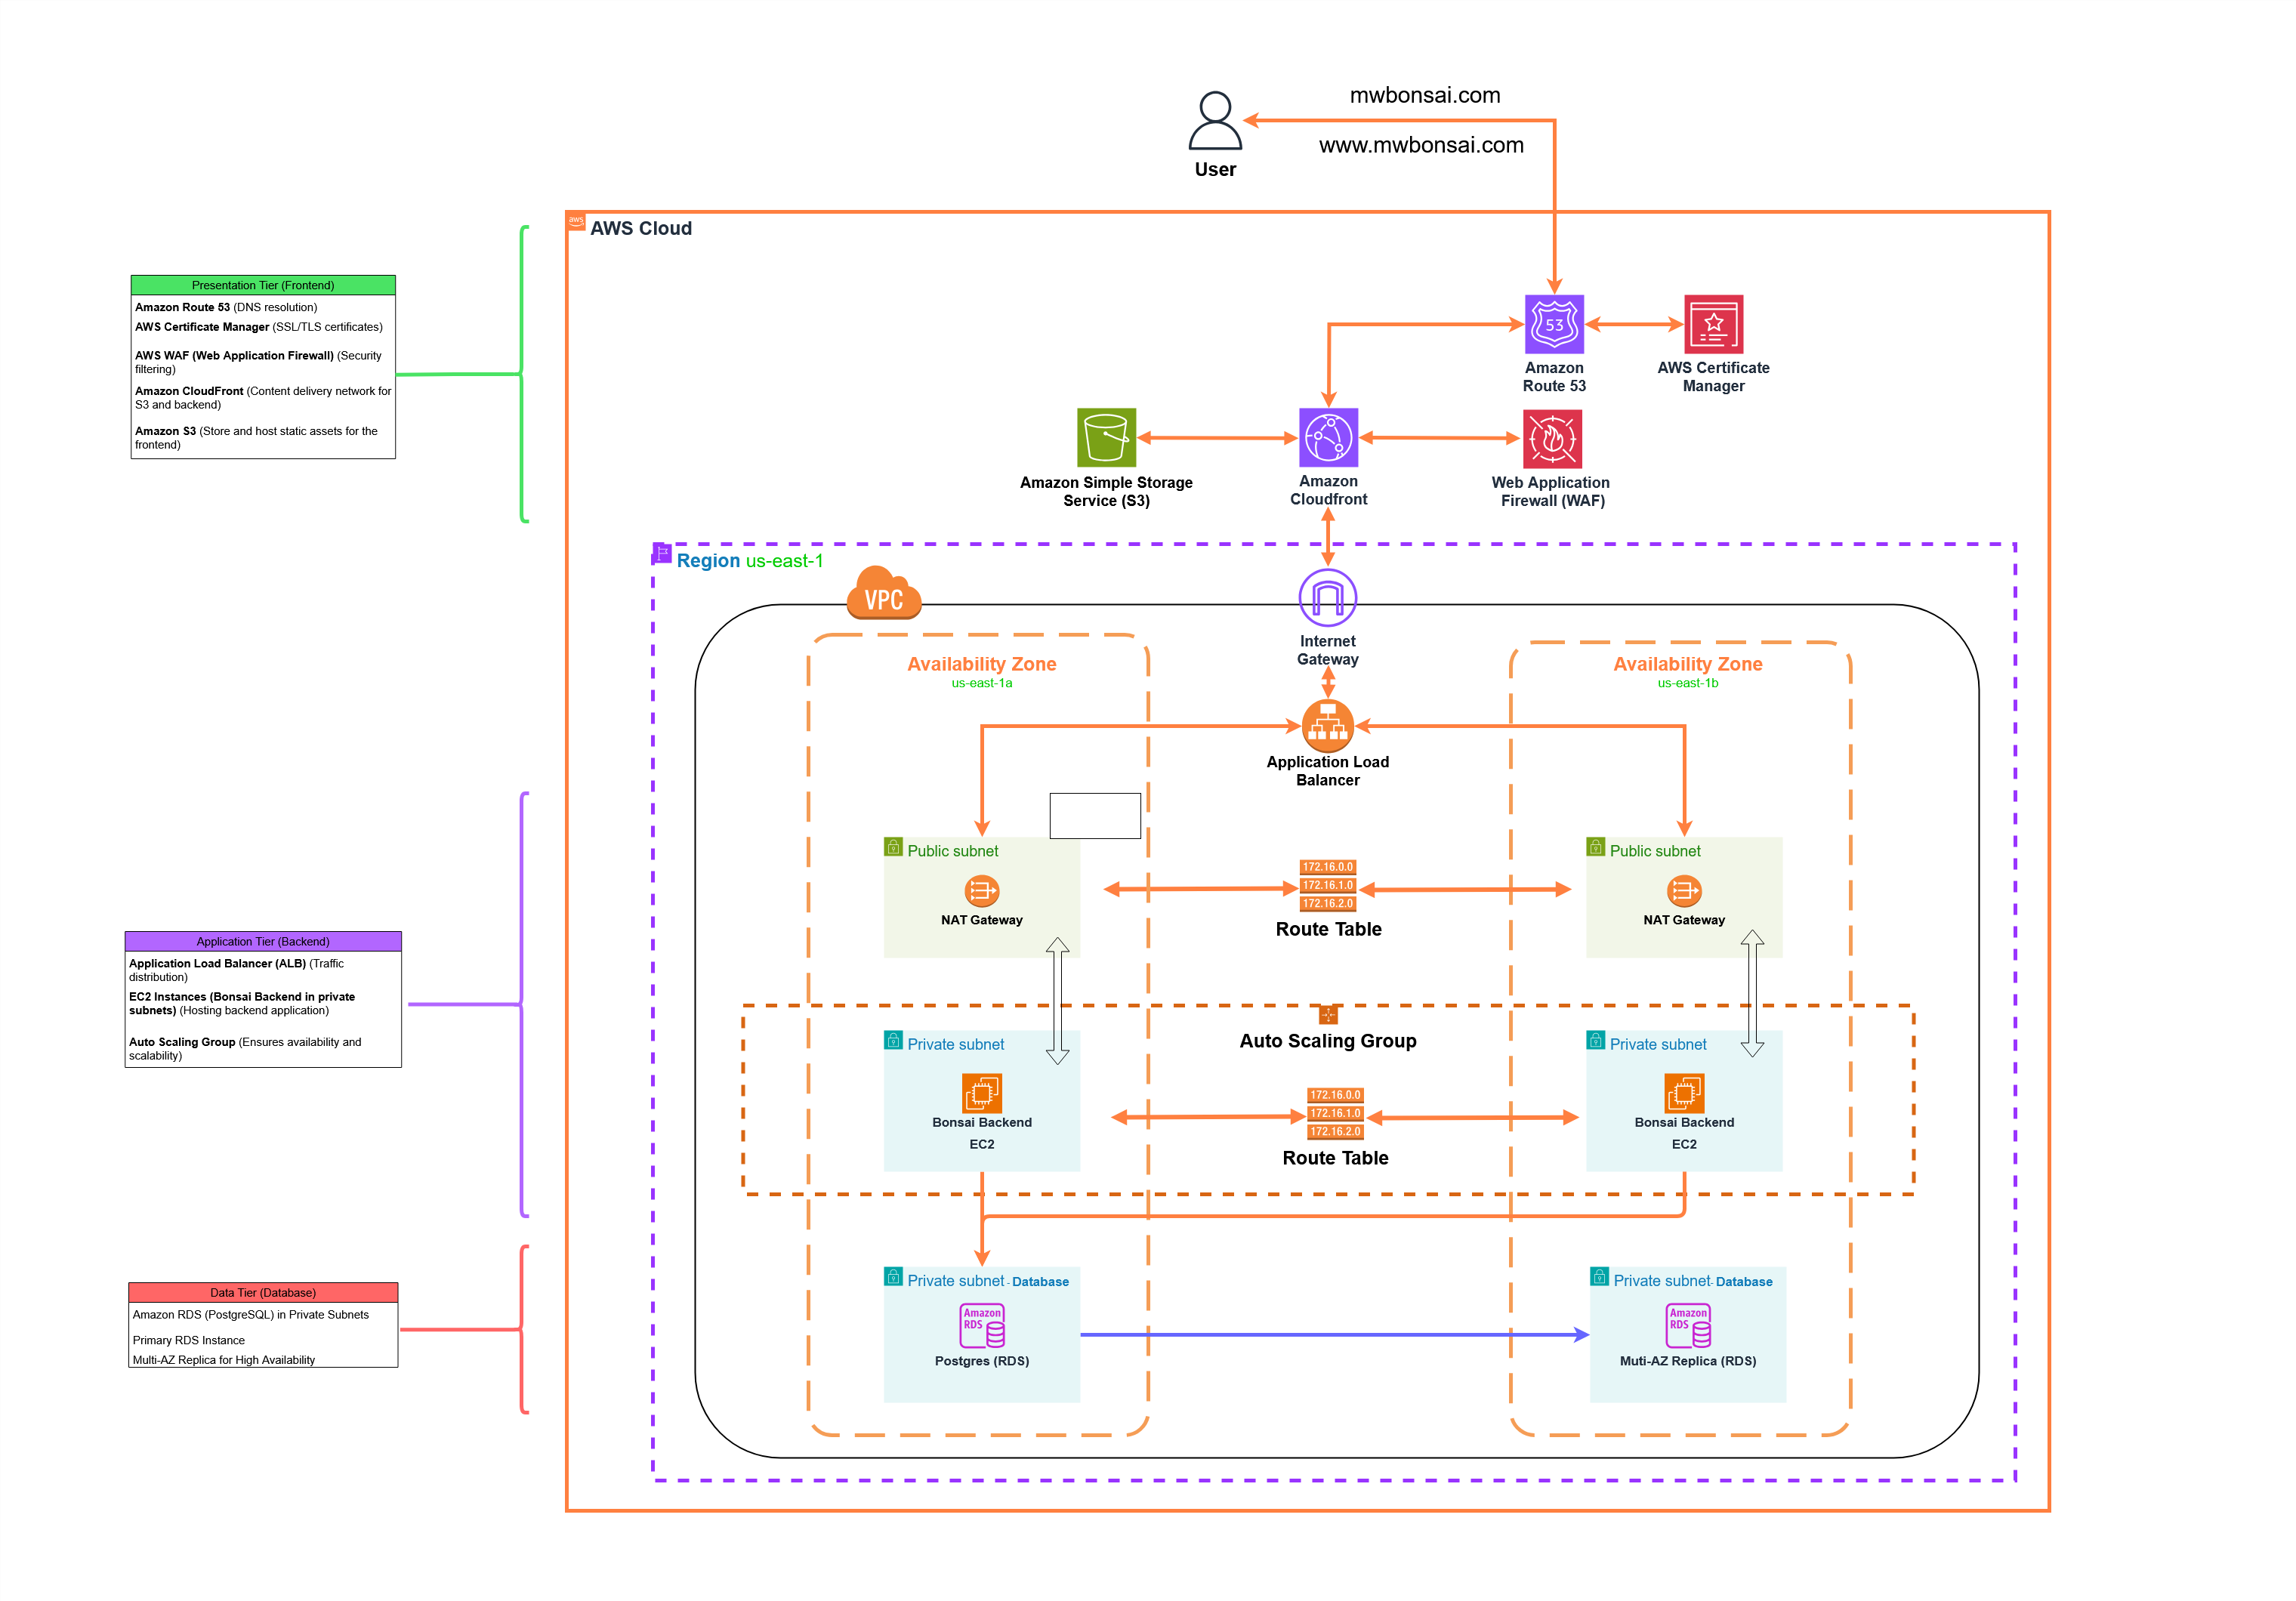 mwbonsai.com
www.mwbonsai.com
User
aws
AWS Cloud
Presentation Tier (Frontend)
Amazon Route 53 (DNS resolution)
AWS Certificate Manager (SSL/TLS certificates)
AWS WAF (Web Application Firewall) (Security
filtering)
Amazon CloudFront (Content delivery network for
S3 and backend)
Amazon S3 (Store and host static assets for the
frontend)
53
Amazon
Route 53
AWS Certificate
Manager
Amazon Simple Storage
Service (S3)
Amazon
Cloudfront
Web Application
Firewall (WAF)
Region us-east-1
VPC
Internet
Gateway
Availability Zone
us-east-1a
Availability Zone
us-east-1b
Application Load
Balancer
Public subnet
NAT Gateway
172.16.0.0
172.16.1.0
172.16.2.0
Route Table
Public subnet
NAT Gateway
Application Tier (Backend)
Application Load Balancer (ALB) (Traffic
distribution)
EC2 Instances (Bonsai Backend in private
subnets) (Hosting backend application)
Auto Scaling Group (Ensures availability and
scalability)
Auto Scaling Group
Private subnet
Bonsai Backend
EC2
172.16.0.0
172.16.1.0
172.16.2.0
Route Table
Private subnet
Bonsai Backend
EC2
Data Tier (Database)
Amazon RDS (PostgreSQL) in Private Subnets
Primary RDS Instance
Multi-AZ Replica for High Availability
Private subnet - Database
Amazon
RDS
Postgres (RDS)
Private subnet - Database
Amazon
RDS
Muti-AZ Replica (RDS)